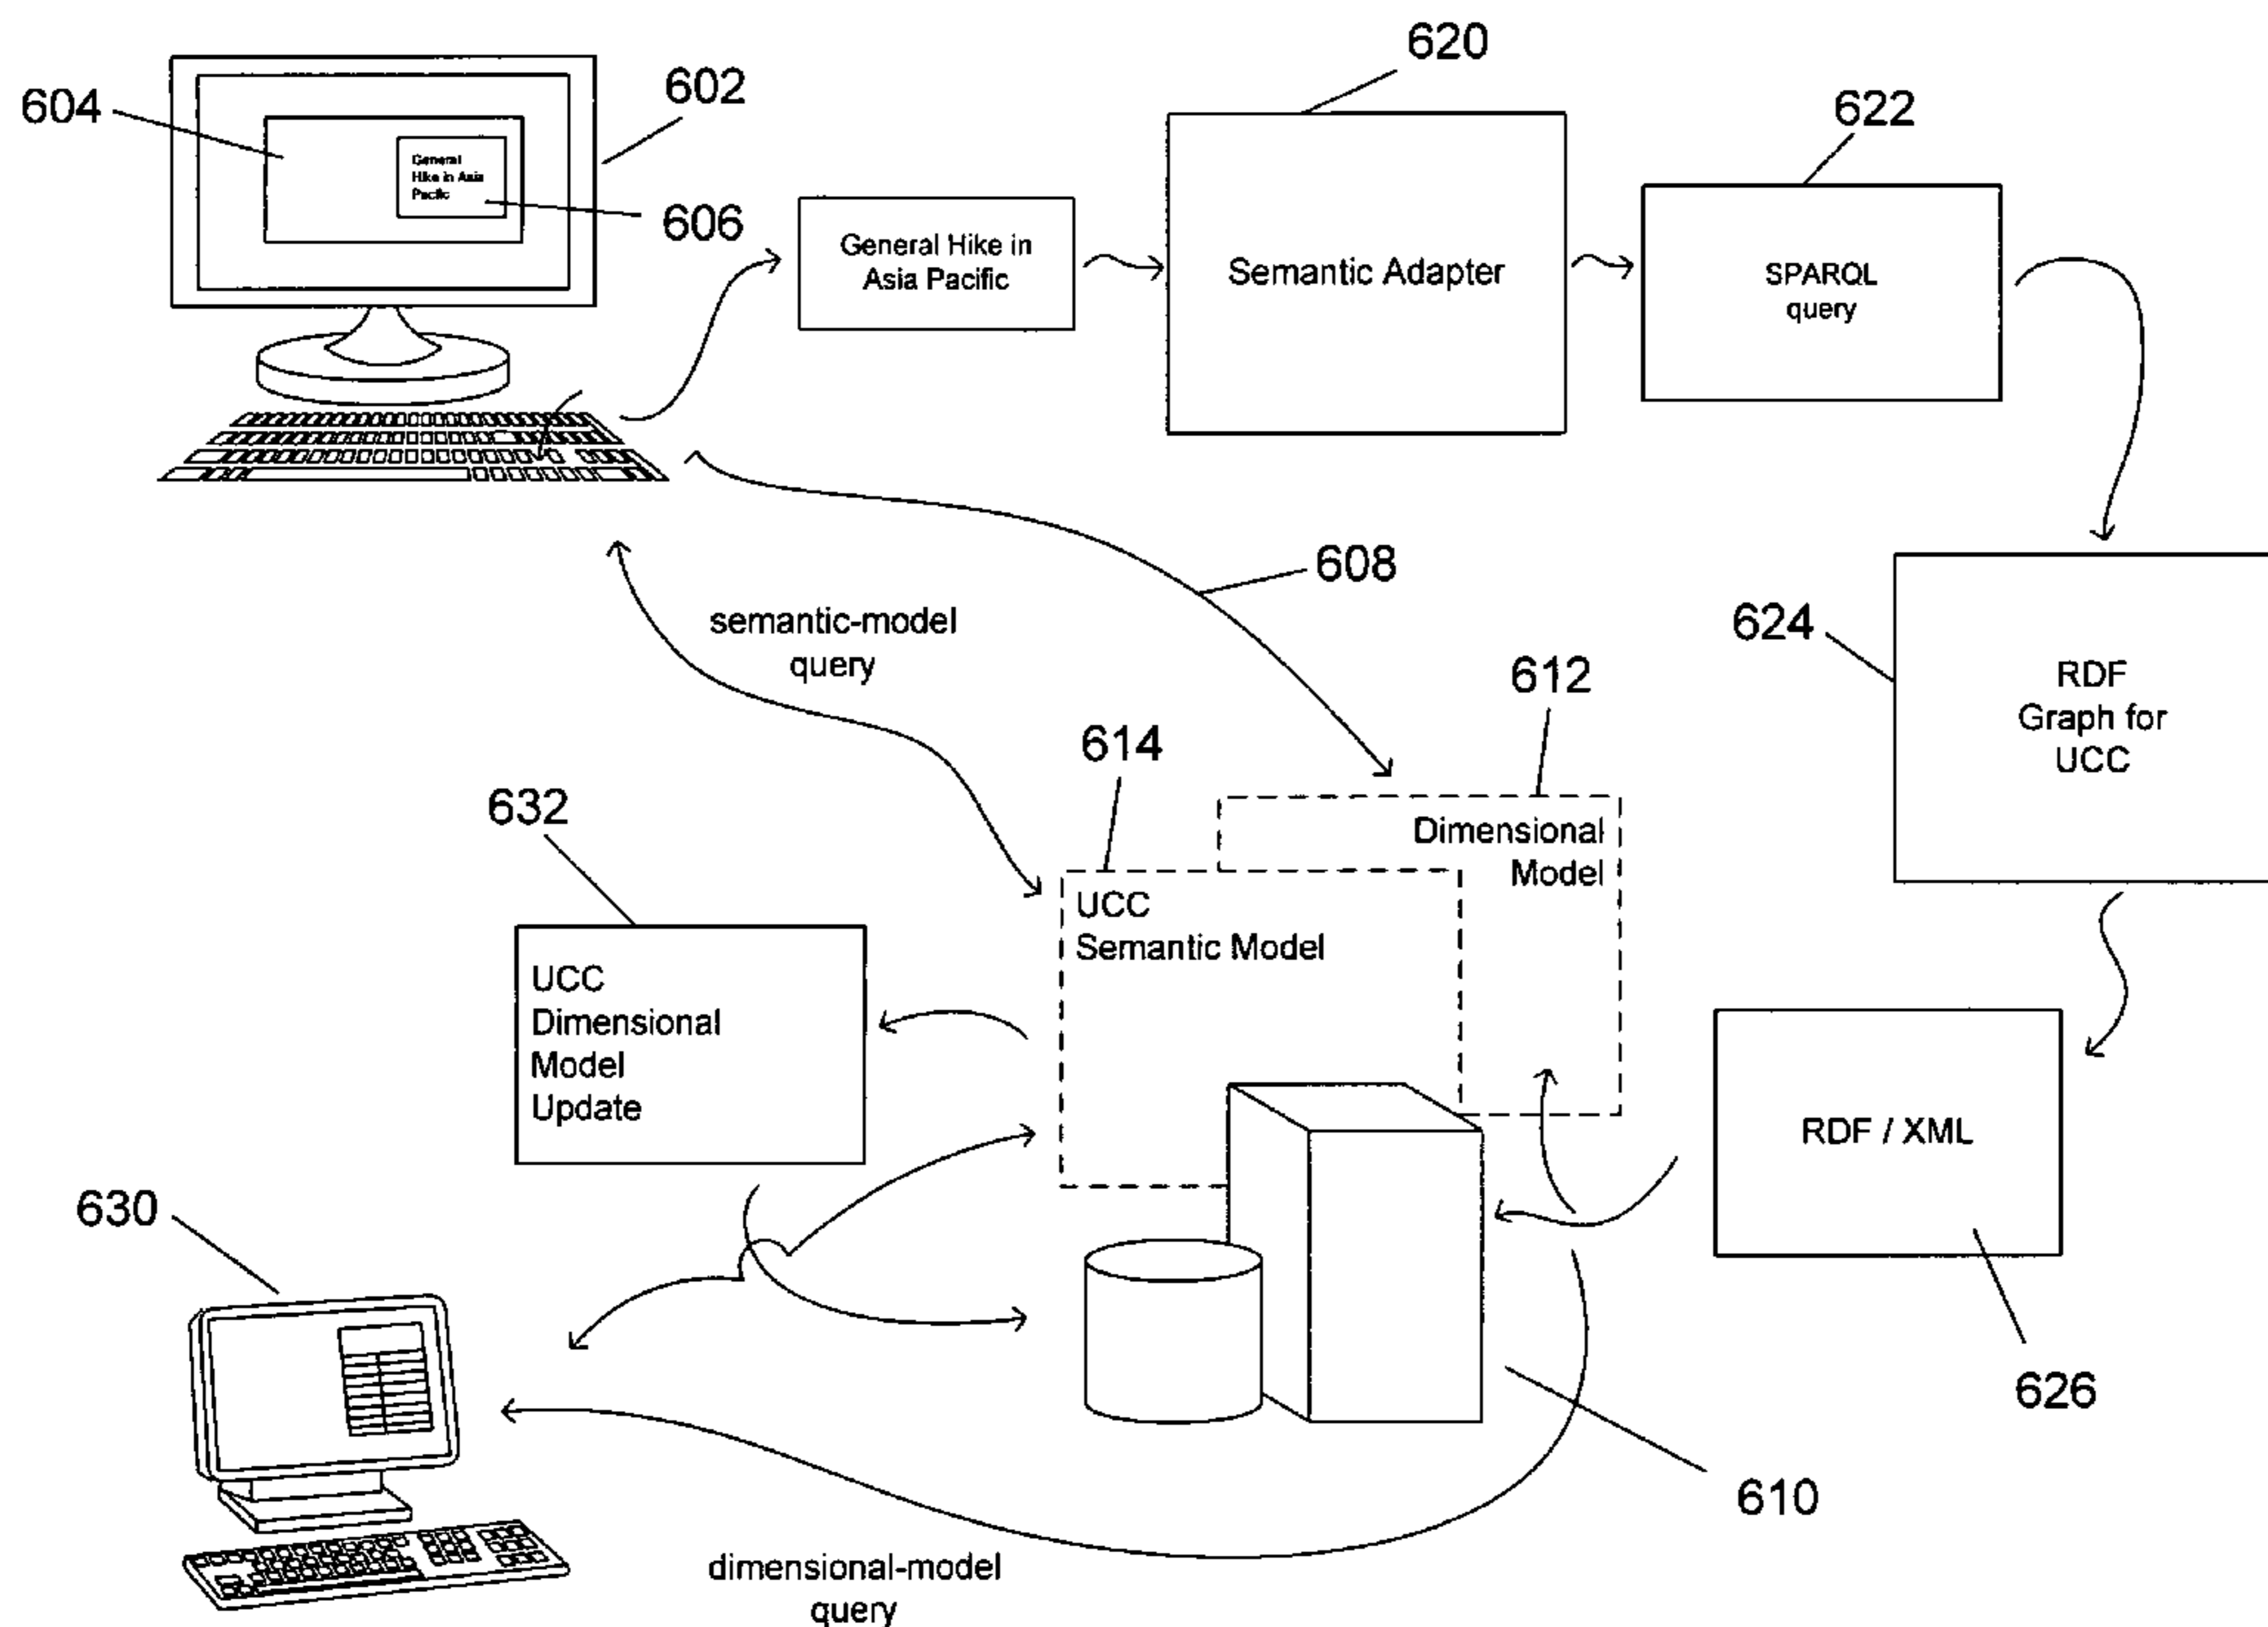 620
602
622
604
General
Hike in Asia
Pacific
606
General Hike in
Asia Pacific
Semantic Adapter
SPARQL
query
608
semantic-model
query
624
RDF
Graph for
UCC
612
614
632
Dimensional
Model
UCC
Semantic Model
UCC
Dimensional
Model
Update
RDF / XML
630
626
610
dimensional-model
query